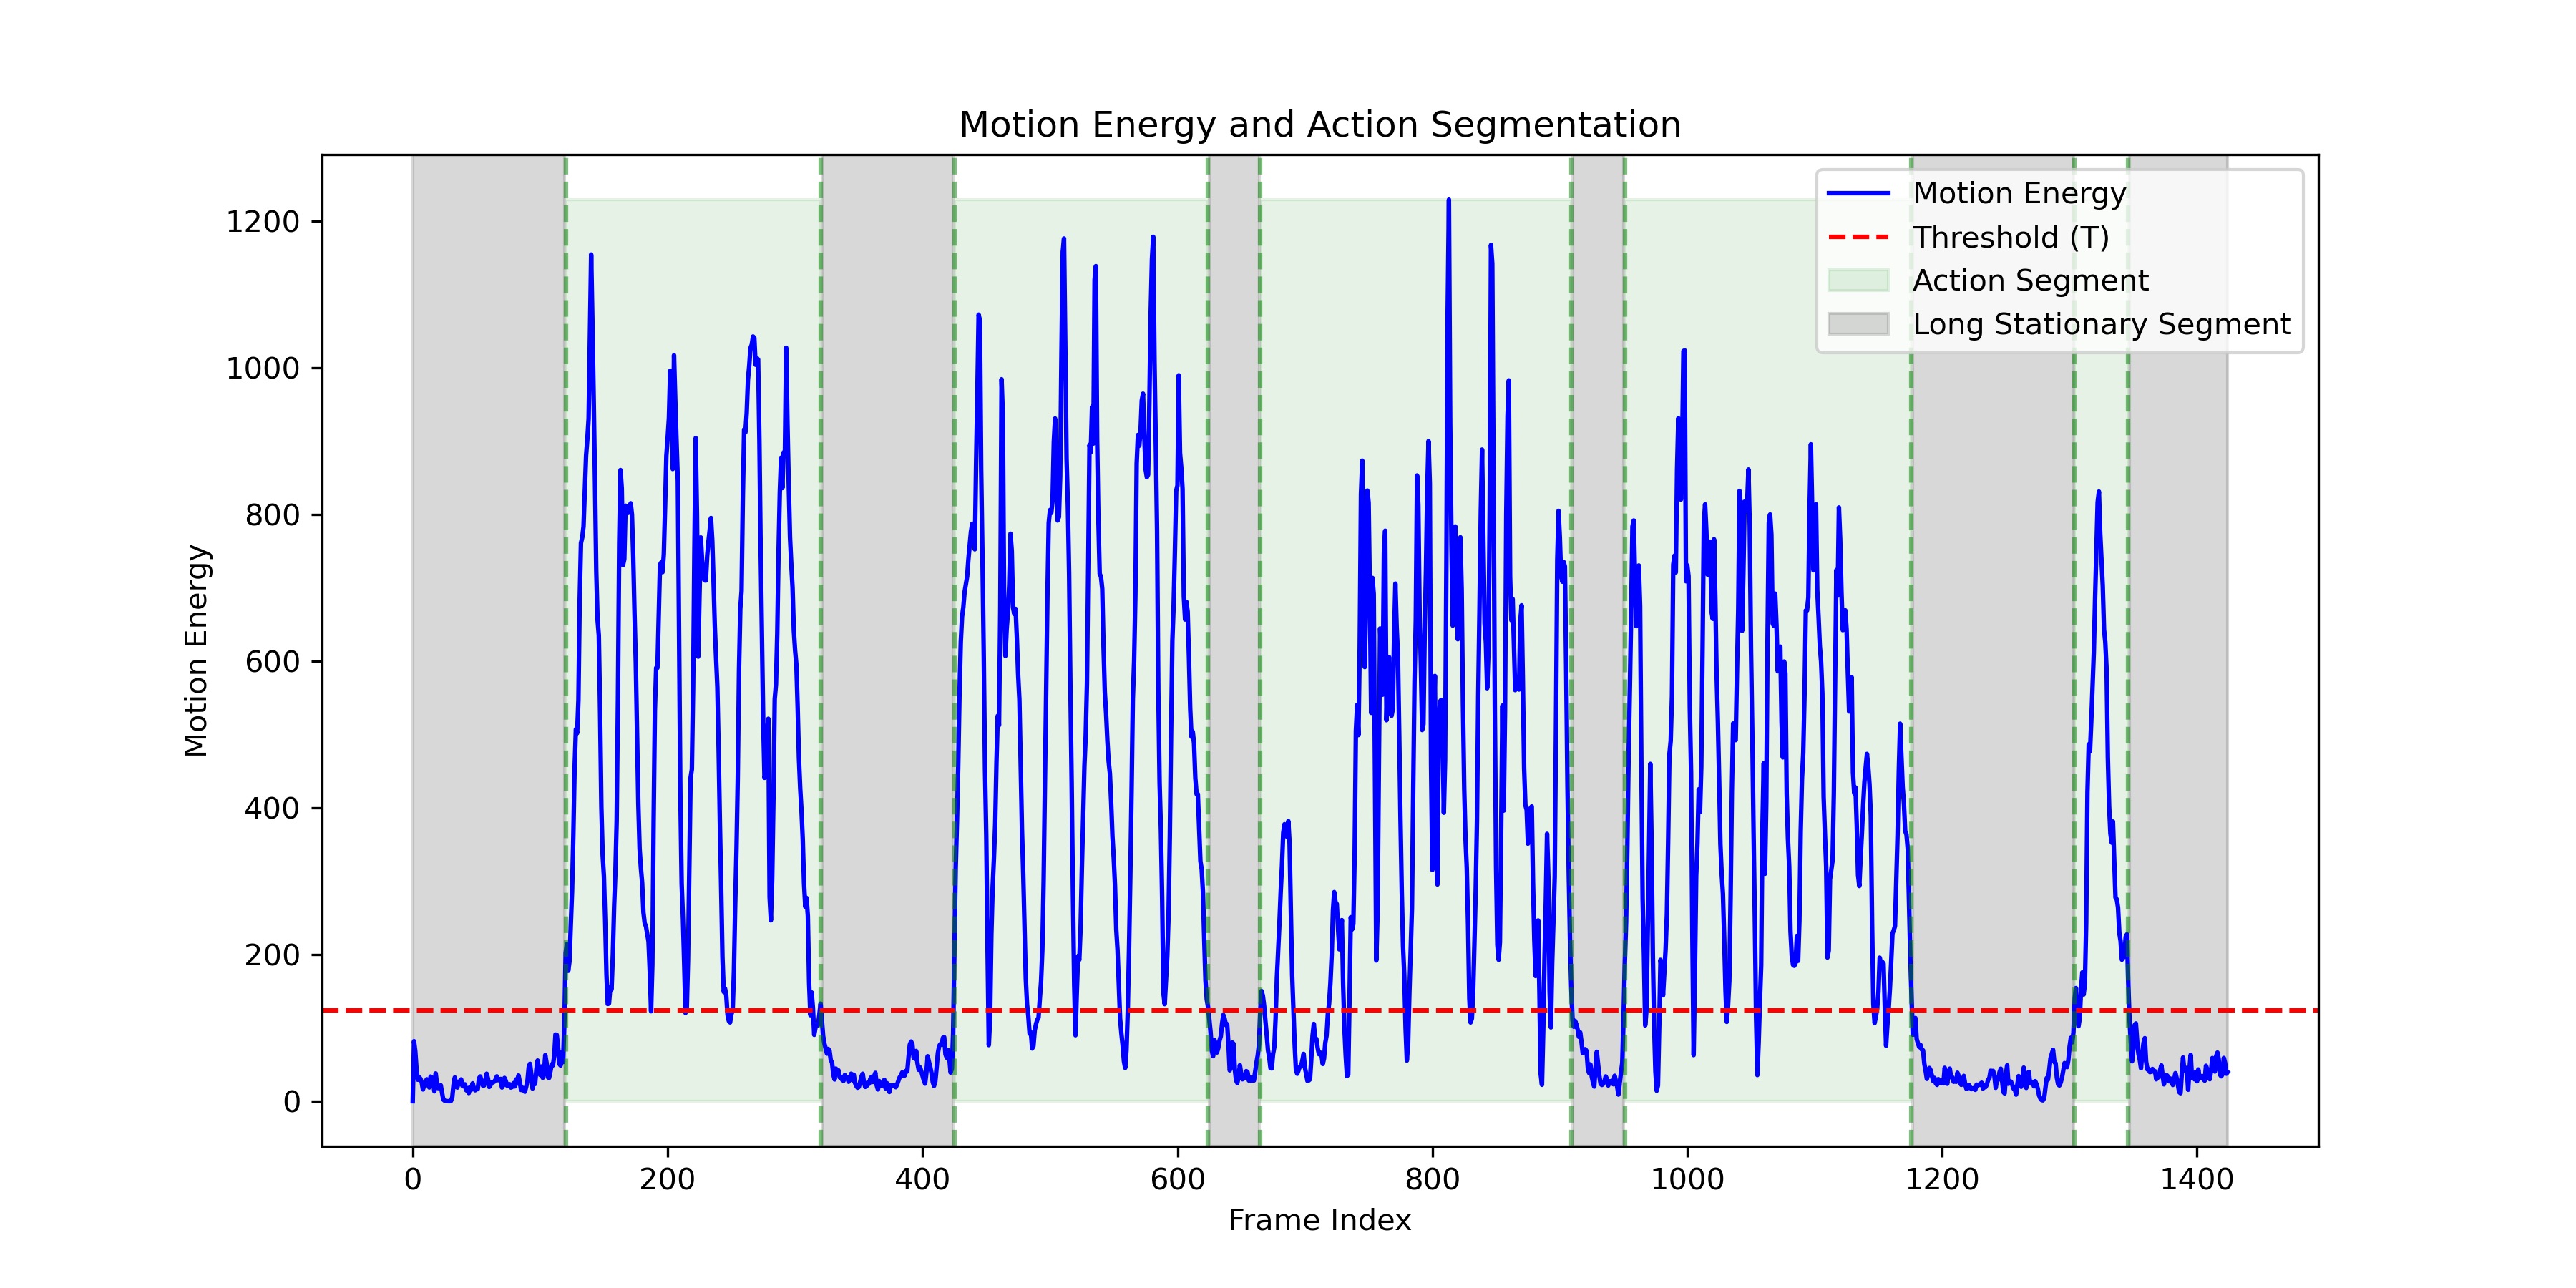 Motion Energy and Action Segmentation
Motion Energy
Threshold (T)
Action Segment
Long Stationary Segment
1200
1000
800
600
400
200
0
Motion Energy
0 200 400 600 800 1000 1200 1400
Frame Index